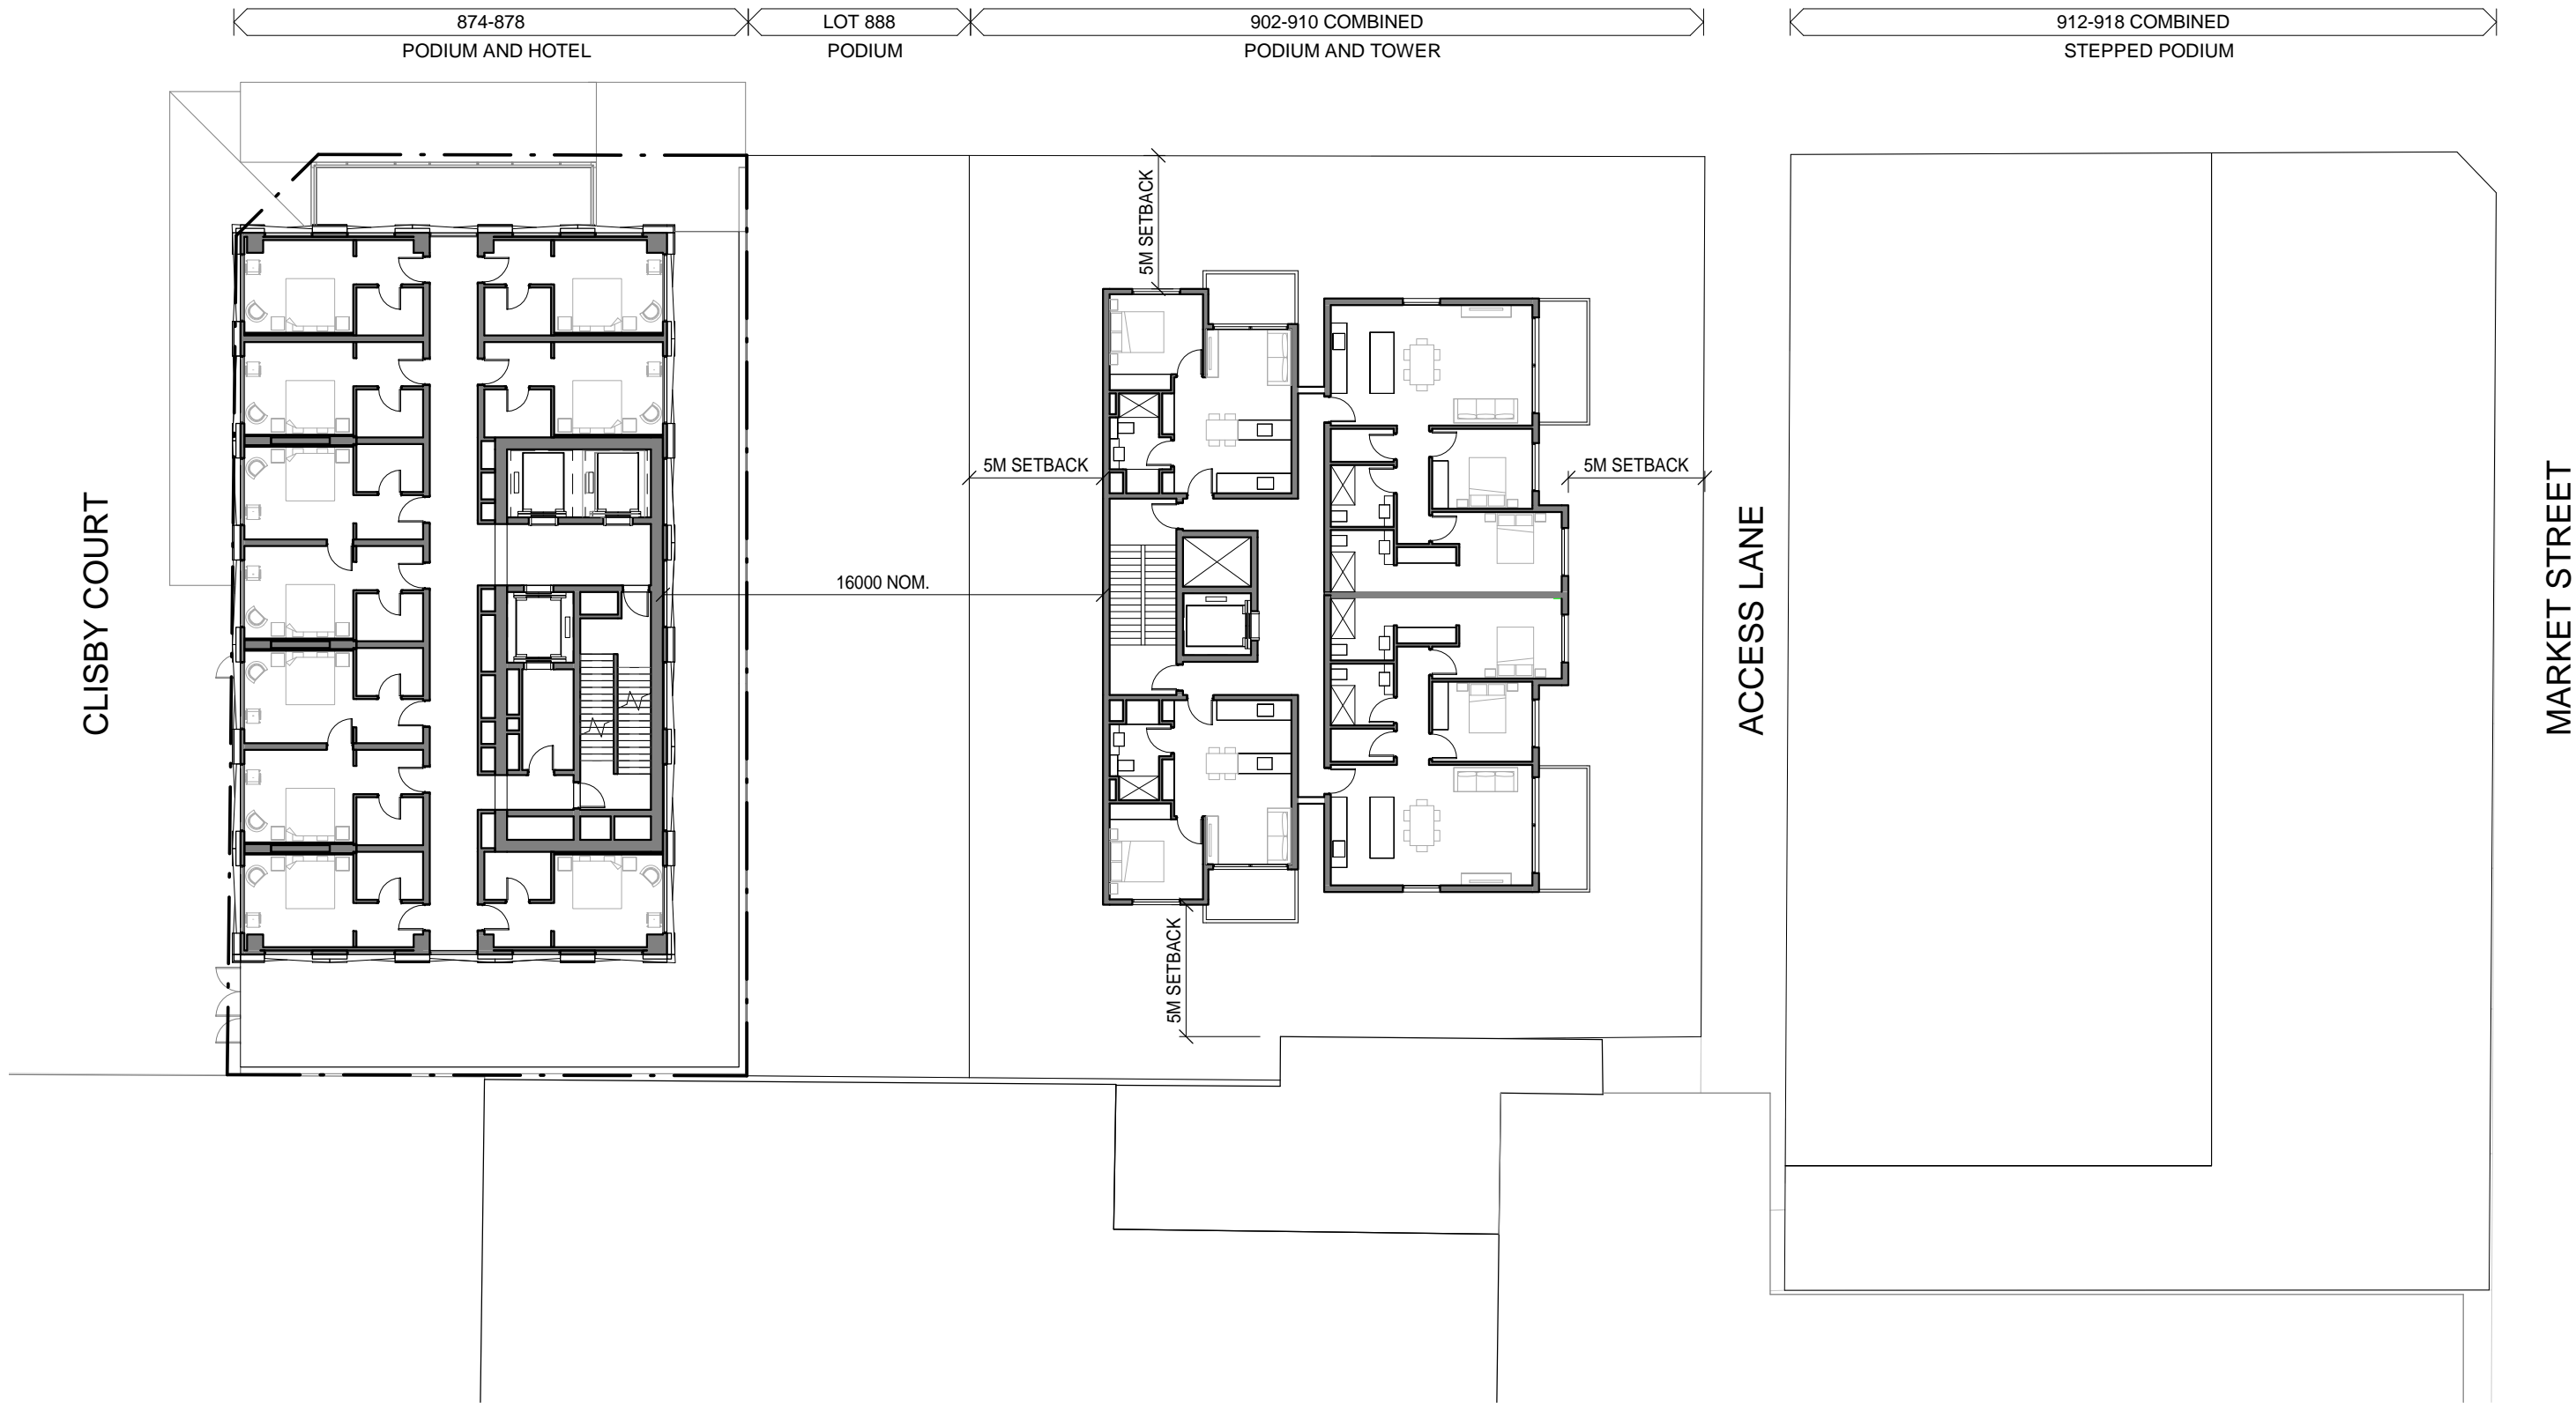 874-878
PODIUM AND HOTEL
LOT 888
PODIUM
902-910 COMBINED
PODIUM AND TOWER
912-918 COMBINED
STEPPED PODIUM
5M SETBACK
5M SETBACK
5M SETBACK
16000 NOM.
5M SETBACK
CLISBY COURT
ACCESS LANE
MARKET STREET